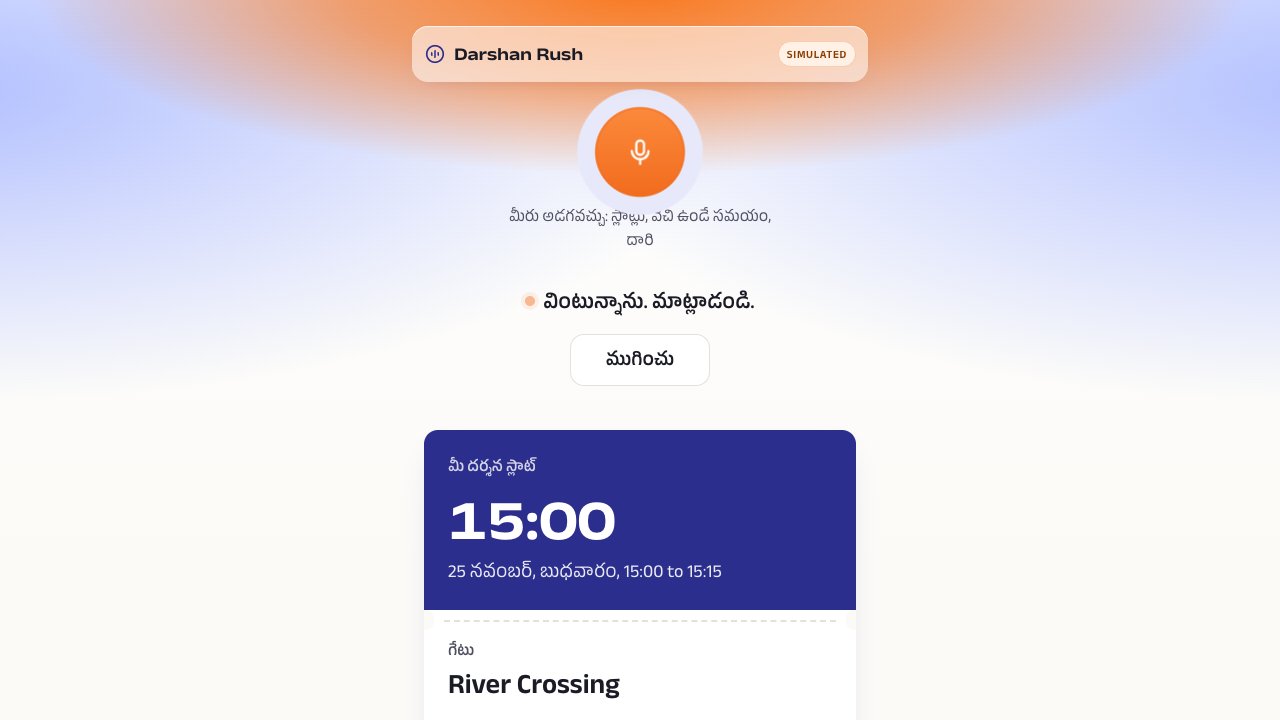 Darshan Rush
SIMULATED
మీరు అడగవచ్చు: స్లాట్లు, వేచి ఉండే సమయం,
దారి
వింటున్నాను. మాట్లాడండి.
ముగించు
మీ దర్శన స్లాట్
15:00
25 నవంబర్, బుధవారం, 15:00 to 15:15
గేటు
River Crossing